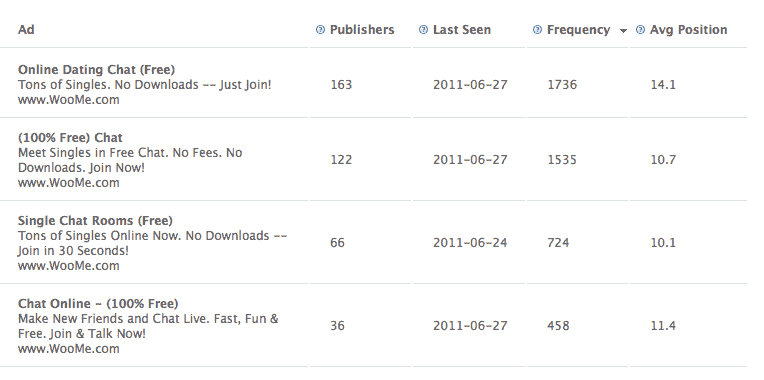 Ad Publishers Last Seen Frequency Avg Position
Online Dating Chat (Free)
Tons of Singles. No Downloads -- Just Join!
www.WooMe.com
163 2011-06-27 1736 14.1
(100% Free) Chat
Meet Singles in Free Chat. No Fees. No
Downloads. Join Now!
www.WooMe.com
122 2011-06-27 1535 10.7
Single Chat Rooms (Free)
Tons of Singles Online Now. No Downloads --
Join in 30 Seconds!
www.WooMe.com
66 2011-06-24 724 10.1
Chat Online - (100% Free)
Make New Friends and Chat Live. Fast, Fun &
Free. Join & Talk Now!
www.WooMe.com
36 2011-06-27 458 11.4